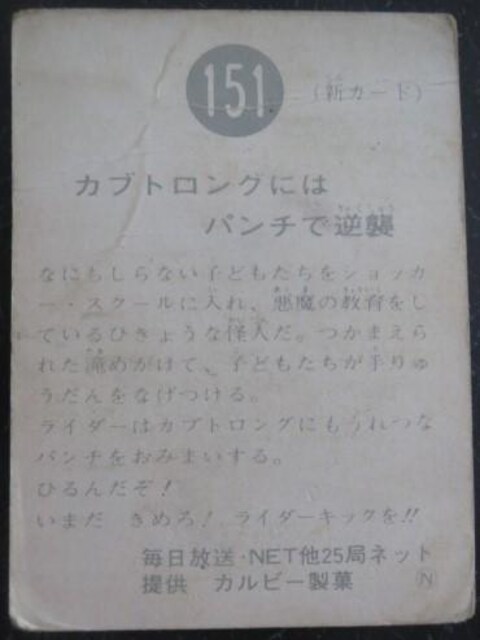 151
(新カード)
カブトロングには
パンチで逆襲
なにもしらない子どもたちをショッカ
ー・スクールに入れ、悪魔の教育をし
ているひきょうな怪人だ。つかまえら
れた滝めがけて、子どもたちが手りゅ
うだんをなげつける。
ライダーはカブトロングにもうれつな
パンチをおみまいする。
ひるんだぞ!
いまだ きめろ! ライダーキックを!!
毎日放送・NET他25局ネット
提供 カルビー製菓 Ⓝ